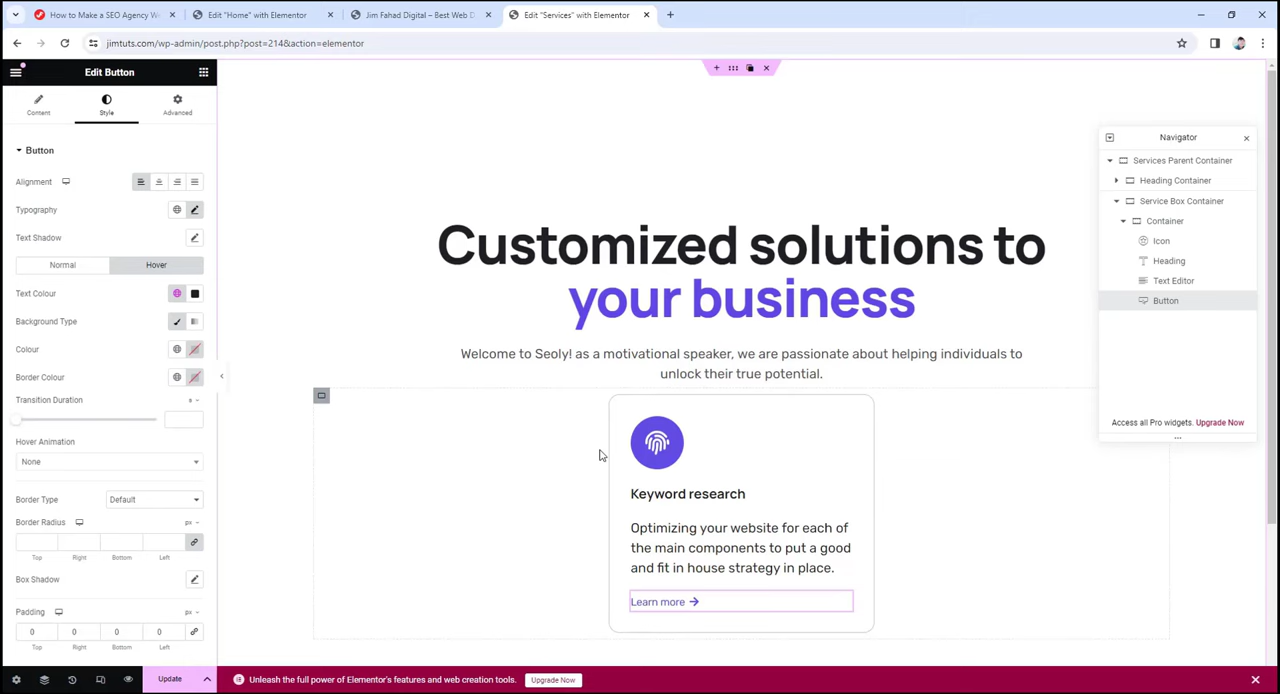 How to Make a SEO Agency W
Edit "Home" with Elementor
Jim Fahad Digital – Best Web D
Edit "Services" with Elementor
jimtuts.com/wp-admin/post.php?post=214&action=elementor
Edit Button
Content
Style
Advanced
Button
Alignment
Typography
Text Shadow
Normal
Hover
Text Colour
Background Type
Colour
Border Colour
Transition Duration
s
Hover Animation
None
Border Type
Default
Border Radius
px
Top Right Bottom Left
Box Shadow
Padding
px
0 0 0 0
Top Right Bottom Left
Update
Customized solutions to
your business
Welcome to Seoly! as a motivational speaker, we are passionate about helping individuals to
unlock their true potential.
Keyword research
Optimizing your website for each of
the main components to put a good
and fit in house strategy in place.
Learn more
Navigator
Services Parent Container
Heading Container
Service Box Container
Container
Icon
Heading
Text Editor
Button
Access all Pro widgets. Upgrade Now
Unleash the full power of Elementor's features and web creation tools.
Upgrade Now